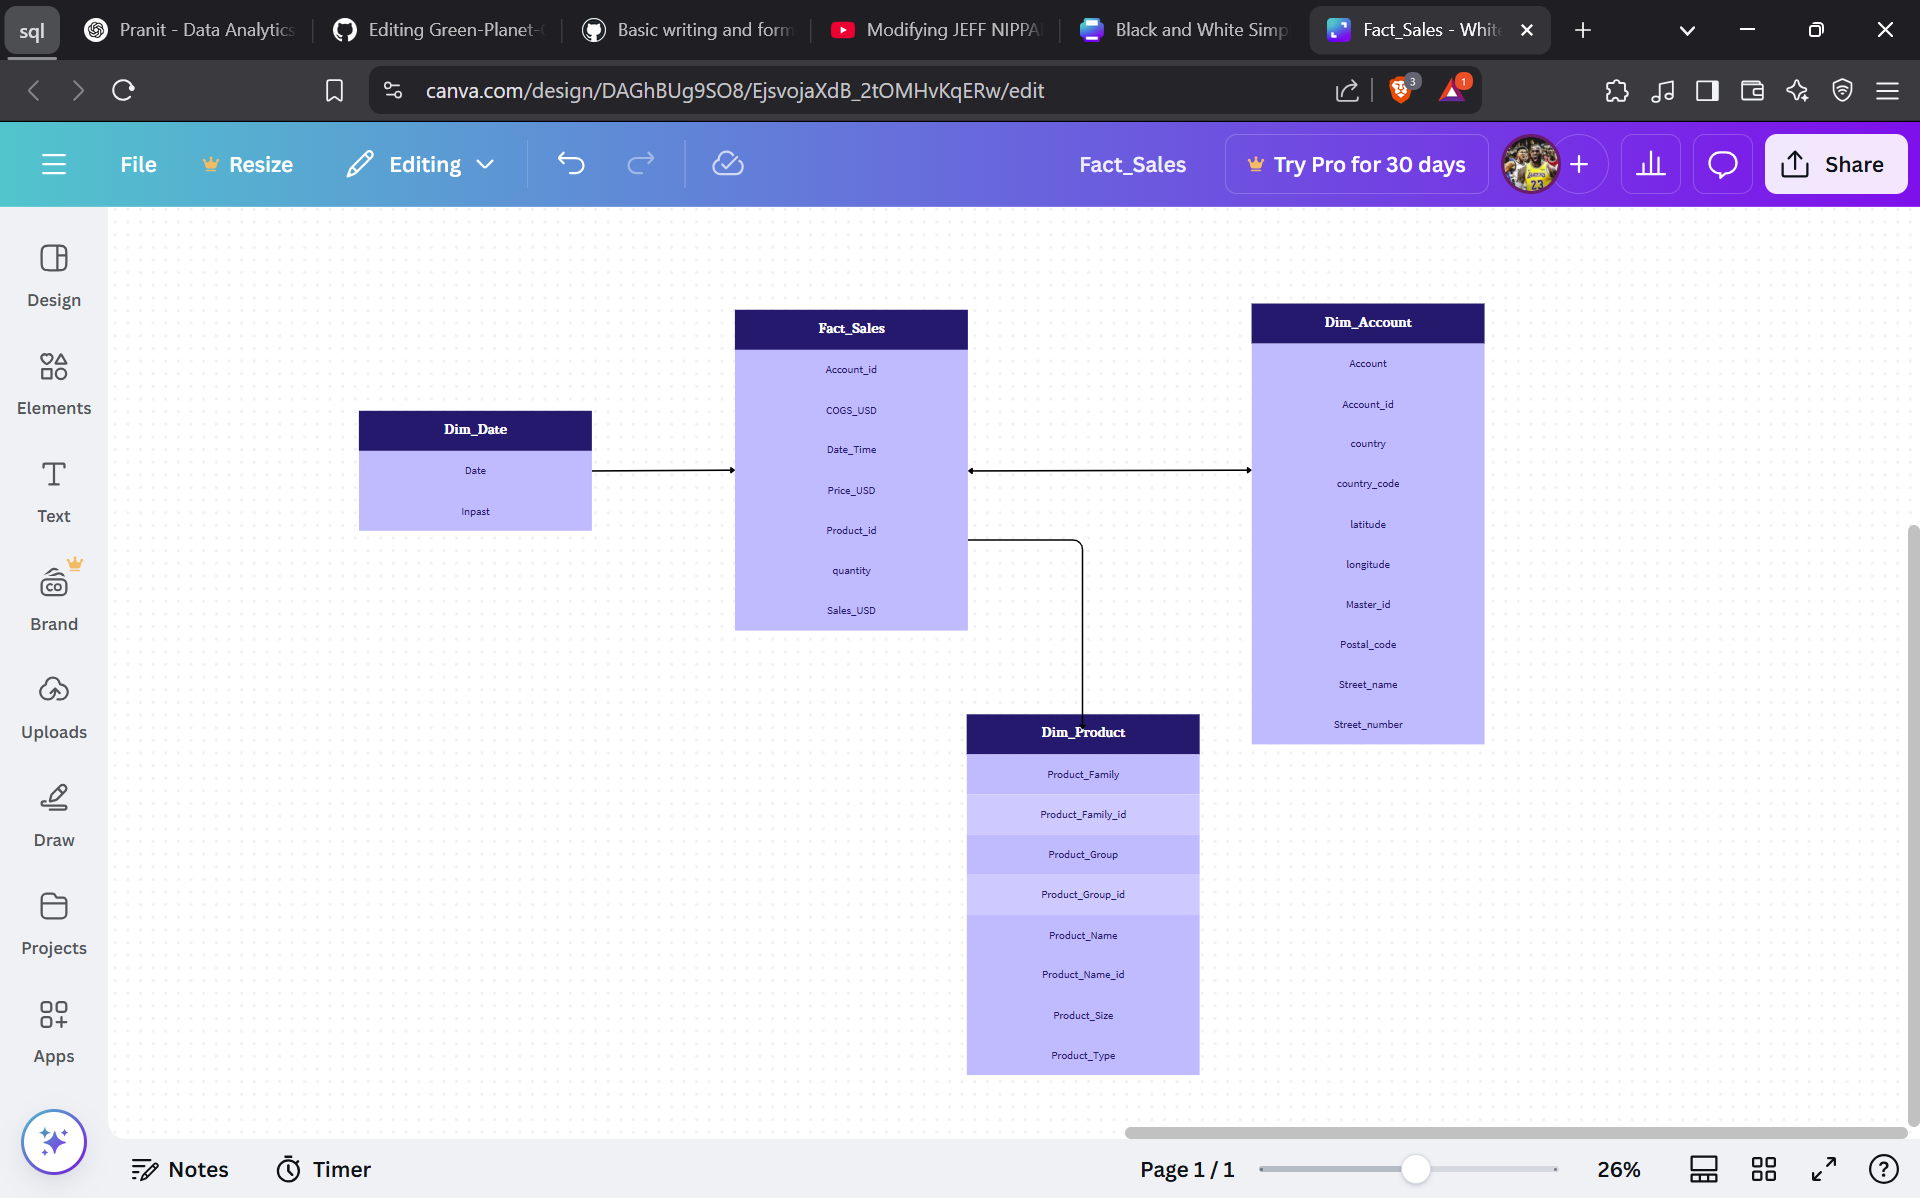 sql
Pranit - Data Analytics
Editing Green-Planet-
Basic writing and form
Modifying JEFF NIPPA
Black and White Simp
Fact_Sales - Whit
canva.com/design/DAGhBUg9SO8/EjsvojaXdB_2tOMHvKqERw/edit
3
1
File
Resize
Editing
Fact_Sales
Try Pro for 30 days
Share
Design
Elements
Text
Brand
Uploads
Draw
Projects
Apps
Dim_Date
Date
Inpast
Fact_Sales
Account_id
COGS_USD
Date_Time
Price_USD
Product_id
quantity
Sales_USD
Dim_Account
Account
Account_id
country
country_code
latitude
longitude
Master_id
Postal_code
Street_name
Street_number
Dim_Product
Product_Family
Product_Family_id
Product_Group
Product_Group_id
Product_Name
Product_Name_id
Product_Size
Product_Type
Notes
Timer
Page 1 / 1
26%